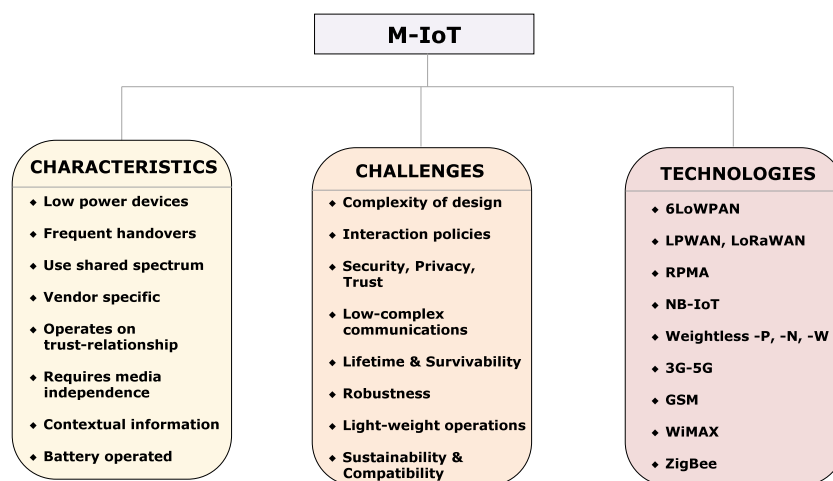 M-IoT
CHARACTERISTICS
Low power devices
Frequent handovers
Use shared spectrum
Vendor specific
Operates on
trust-relationship
Requires media
independence
Contextual information
Battery operated
CHALLENGES
Complexity of design
Interaction policies
Security, Privacy,
Trust
Low-complex
communications
Lifetime & Survivability
Robustness
Light-weight operations
Sustainability &
Compatibility
TECHNOLOGIES
6LoWPAN
LPWAN, LoRaWAN
RPMA
NB-IoT
Weightless -P, -N, -W
3G-5G
GSM
WiMAX
ZigBee